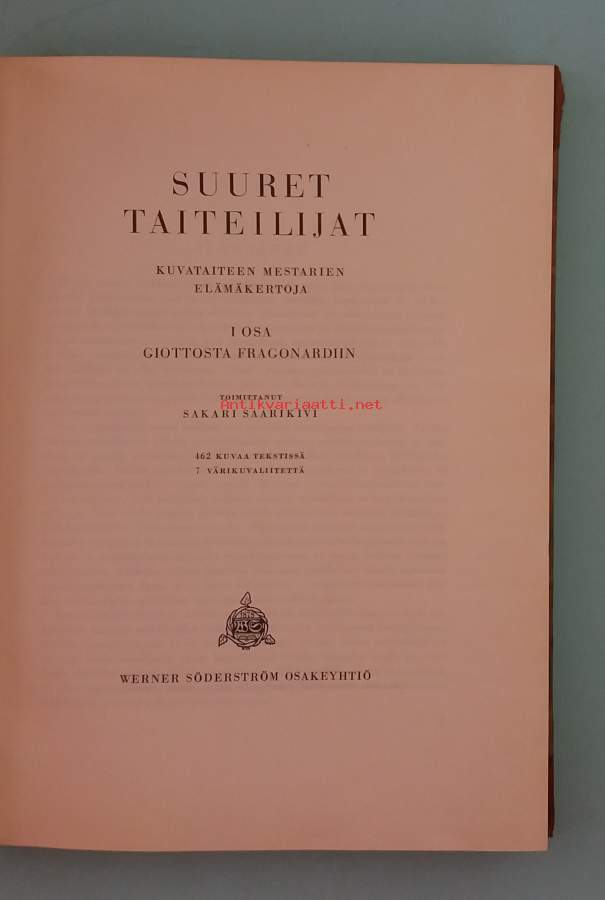 SUURET
TAITEILIJAT
KUVATAITEEN MESTARIEN
ELÄMÄKERTOJA
I OSA
GIOTTOSTA FRAGONARDIIN
TOIMITTANUT
Antikvariaatti.net
SAKARI SAARIKIVI
462 KUVAA TEKSTISSÄ
7 VÄRIKUVALIITETTÄ
WERNER SÖDERSTRÖM OSAKEYHTIÖ